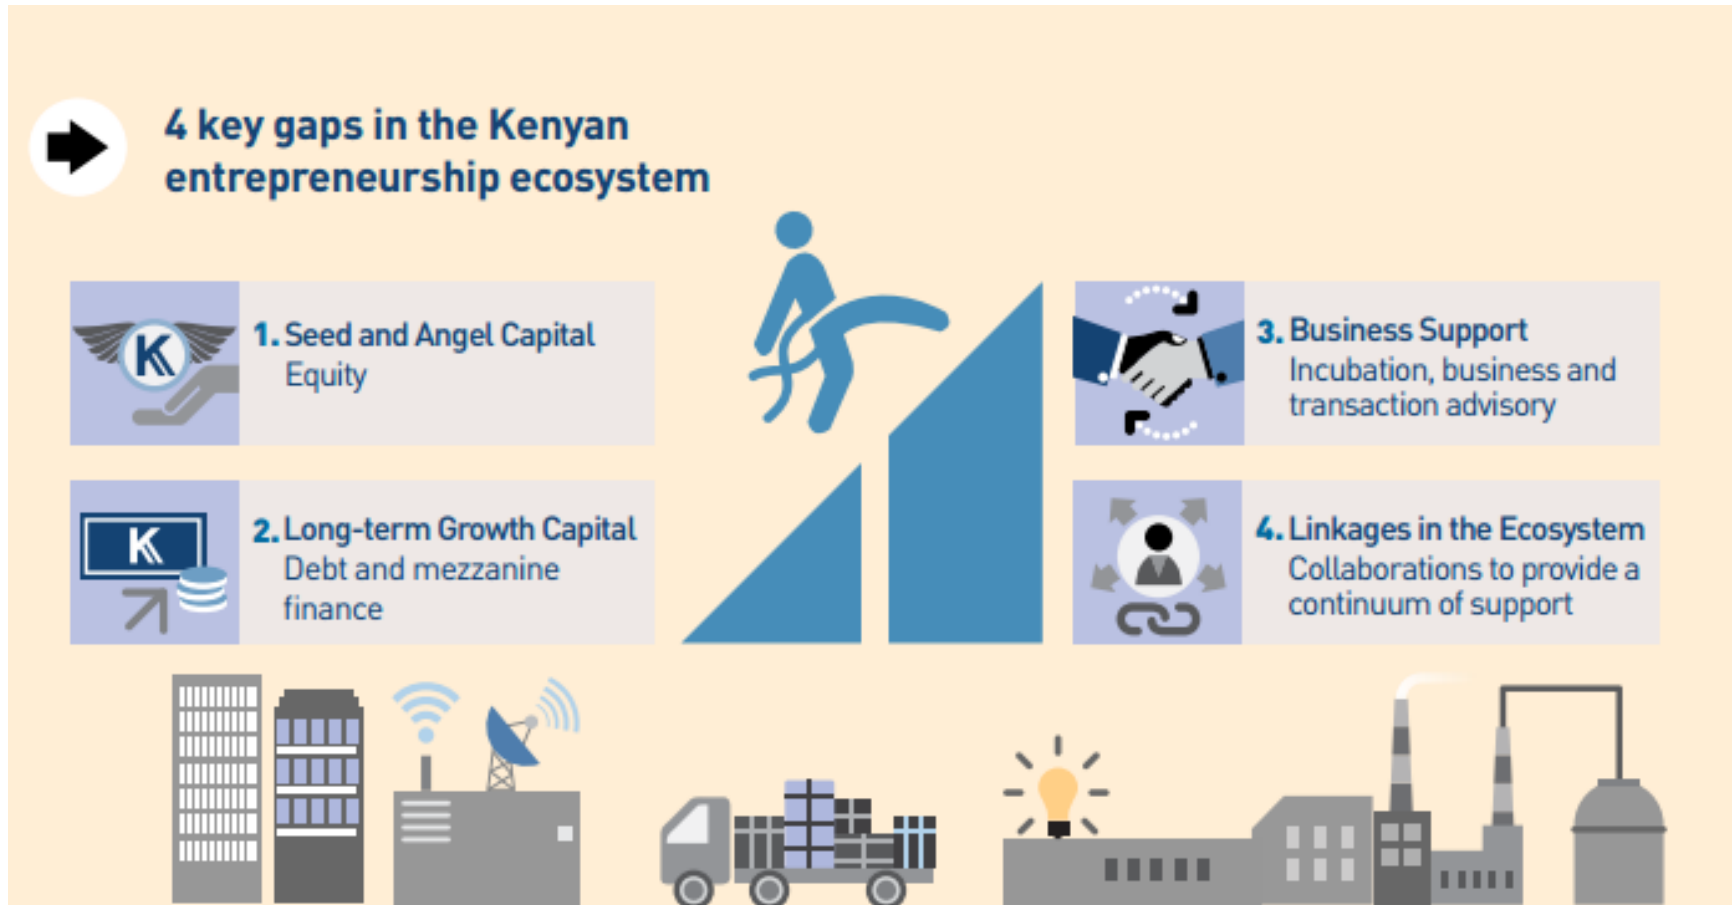 4 key gaps in the Kenyan
entrepreneurship ecosystem
K
1. Seed and Angel Capital
Equity
K
2. Long-term Growth Capital
Debt and mezzanine
finance
3. Business Support
Incubation, business and
transaction advisory
4. Linkages in the Ecosystem
Collaborations to provide a
continuum of support